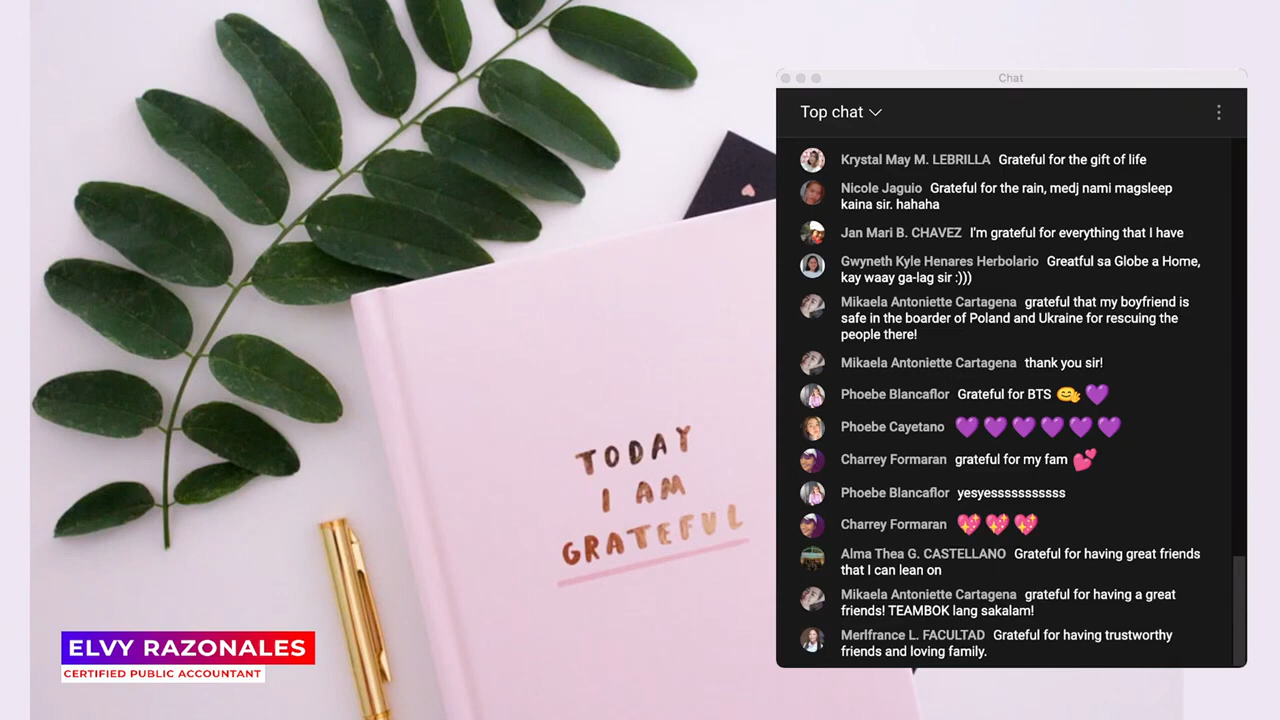 TODAY
I AM
GRATEFUL
ELVY RAZONALES
CERTIFIED PUBLIC ACCOUNTANT
Chat
Top chat
Krystal May M. LEBRILLA Grateful for the gift of life
Nicole Jaguio Grateful for the rain, medj nami magsleep
kaina sir. hahaha
Jan Mari B. CHAVEZ I'm grateful for everything that I have
Gwyneth Kyle Henares Herbolario Greatful sa Globe a Home,
kay waay ga-lag sir :)))
Mikaela Antoniette Cartagena grateful that my boyfriend is
safe in the boarder of Poland and Ukraine for rescuing the
people there!
Mikaela Antoniette Cartagena thank you sir!
Phoebe Blancaflor Grateful for BTS 🤗💜
Phoebe Cayetano 💜💜💜💜💜💜
Charrey Formaran grateful for my fam 💕
Phoebe Blancaflor yesyesssssssssss
Charrey Formaran 💖💖💖
Alma Thea G. CASTELLANO Grateful for having great friends
that I can lean on
Mikaela Antoniette Cartagena grateful for having a great
friends! TEAMBOK lang sakalam!
Merlfrance L. FACULTAD Grateful for having trustworthy
friends and loving family.